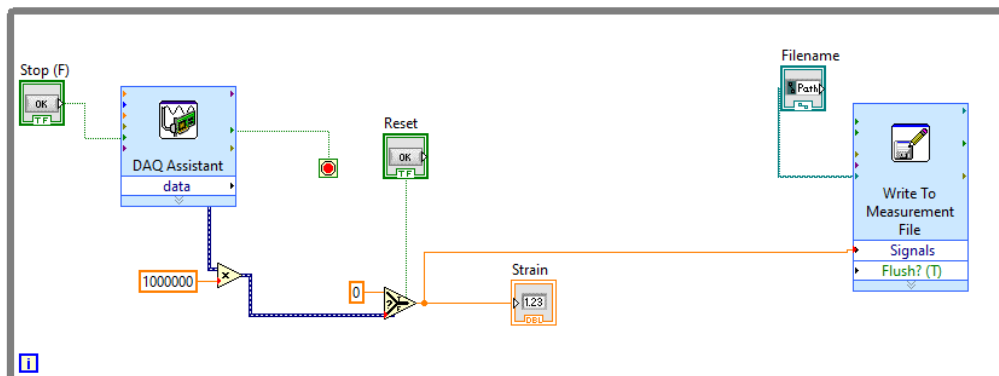 Stop (F)
OK
TF
DAQ Assistant
data
Reset
OK
TF
Filename
Path
Write To
Measurement
File
Signals
Flush? (T)
1000000
×
0
?
T
F
Strain
1.23
DBL
i